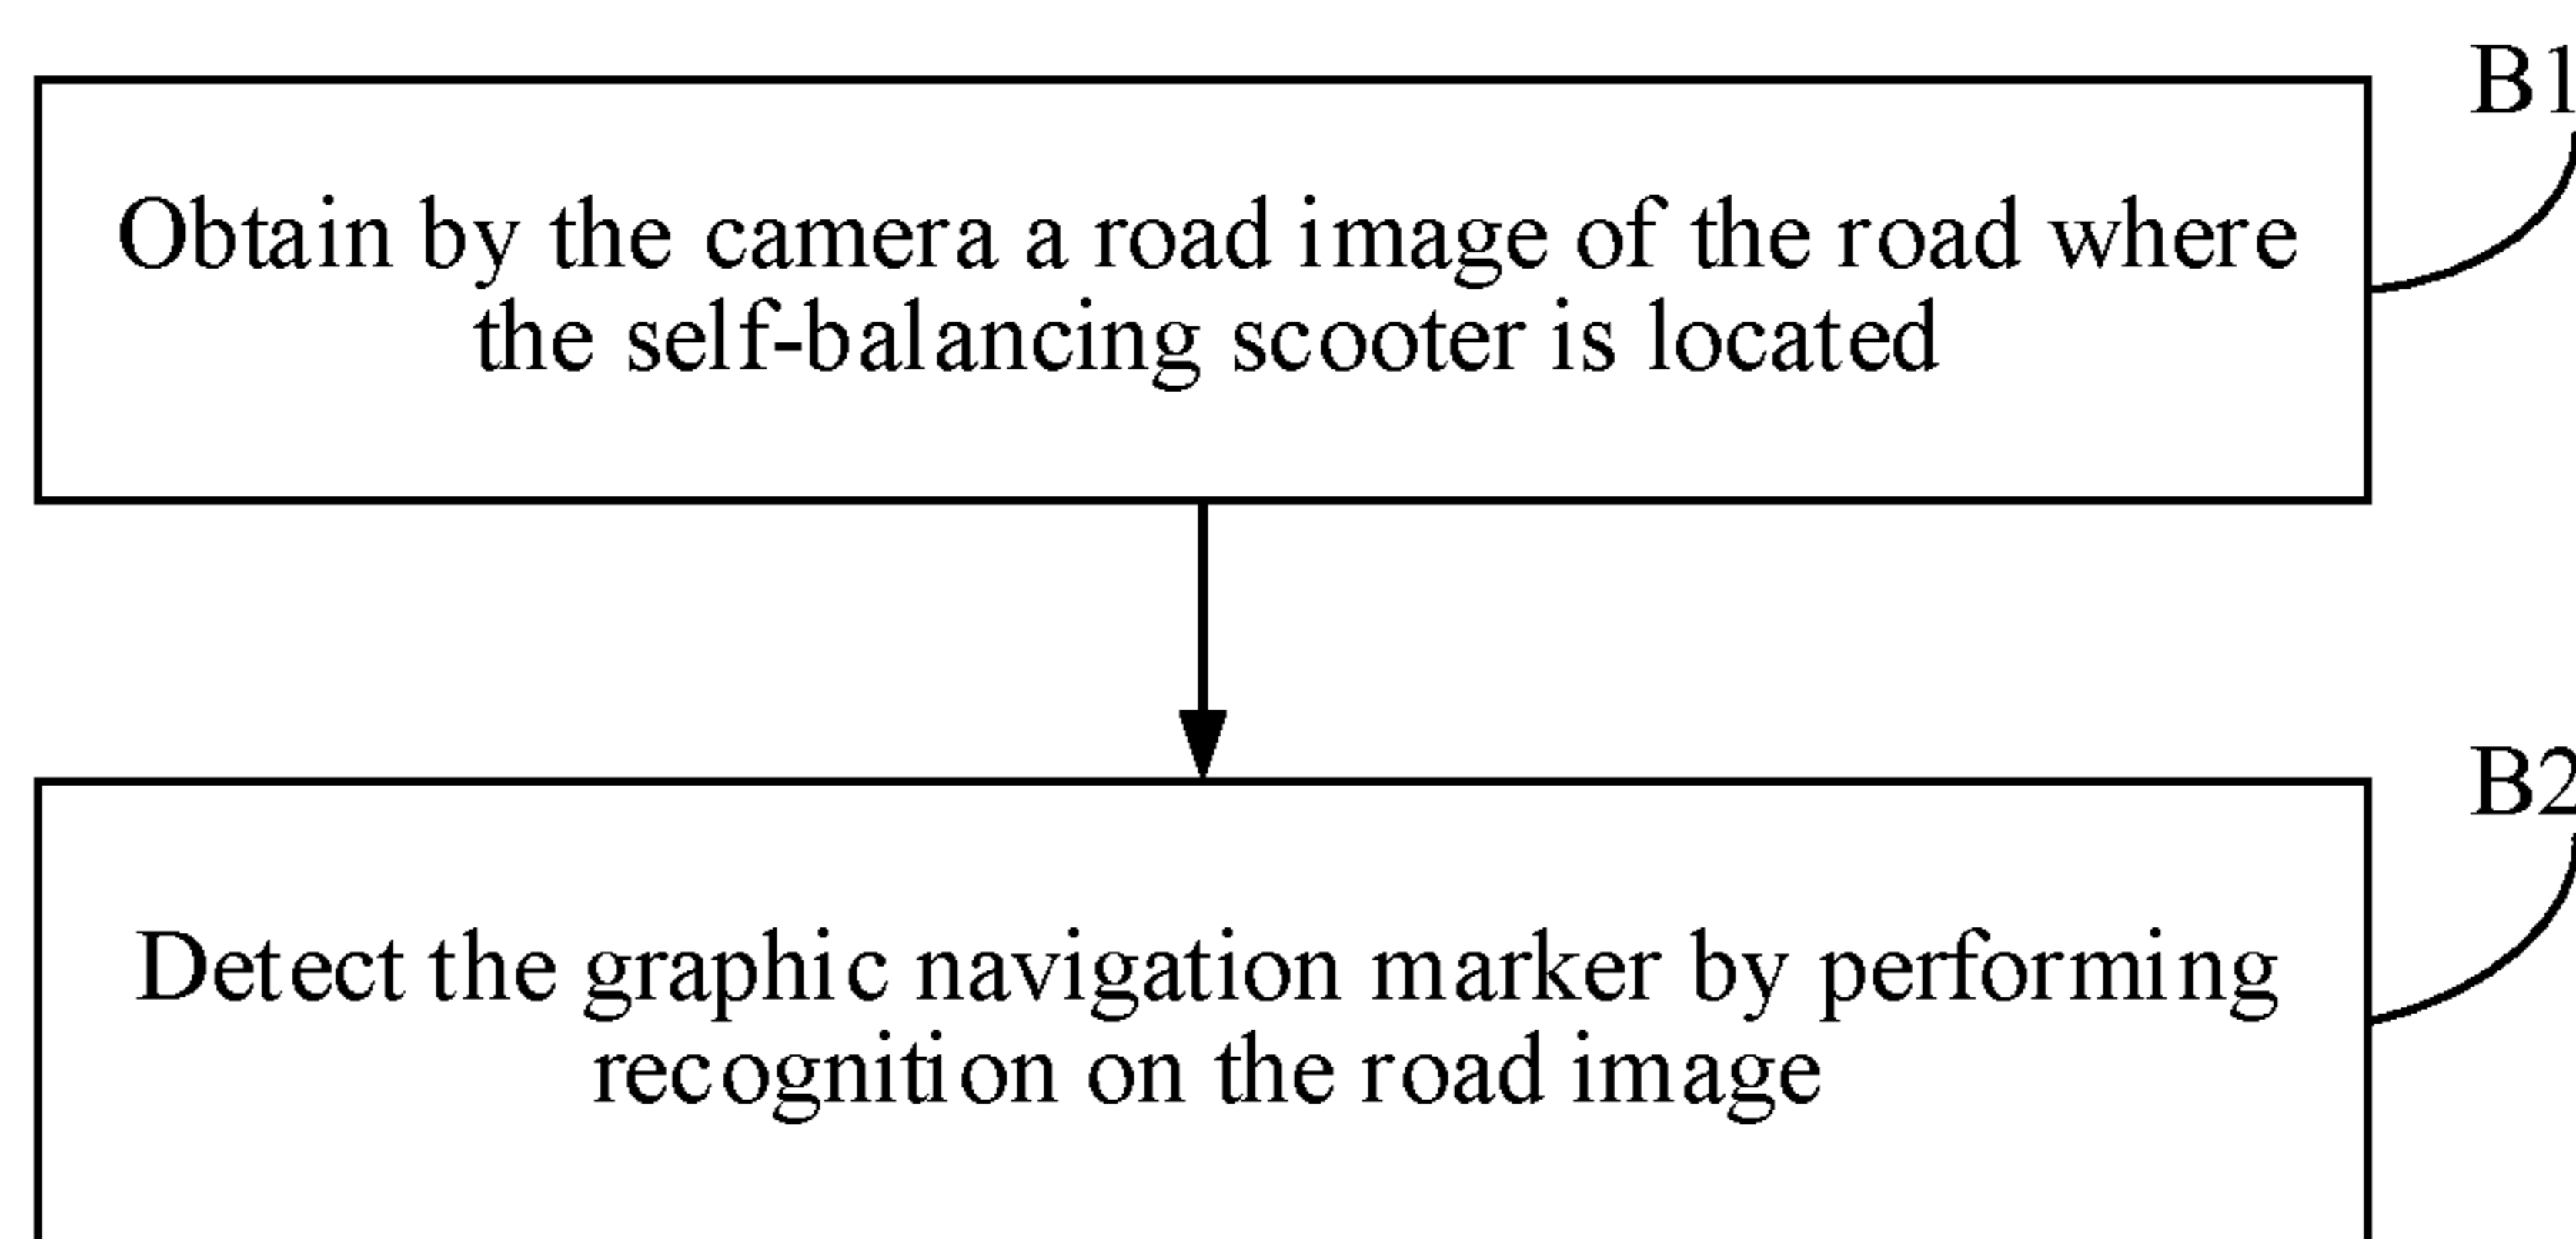 B1
Obtain by the camera a road image of the road where
the self-balancing scooter is located
B2
Detect the graphic navigation marker by performing
recognition on the road image